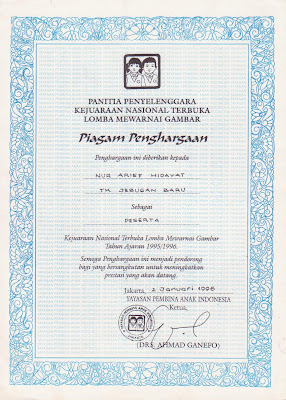 PANITIA PENYELENGGARA
KEJUARAAN NASIONAL TERBUKA
LOMBA MEWARNAI GAMBAR
Piagam Penghargaan
Penghargaan ini diberikan kepada
NUR ARIEF HIDAYAT
TK JEBUGAN BARU
Sebagai
PESERTA
Kejuaraan Nasional Terbuka Lomba Mewarnai Gambar
Tahun Ajaran 1995/1996.
Semoga Penghargaan ini menjadi pendorong
bagi yang bersangkutan untuk meningkatkan
prestasi yang akan datang.
Jakarta, 2 Januari 1996
YAYASAN PEMBINA ANAK INDONESIA
Ketua,
(DRS. AHMAD GANEFO)